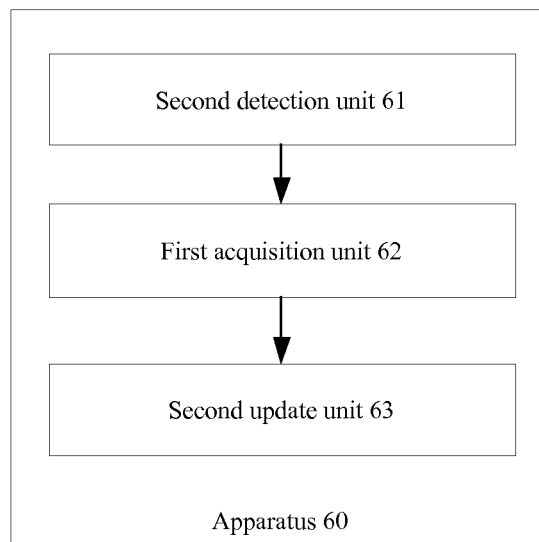 Second detection unit 61
First acquisition unit 62
Second update unit 63
Apparatus 60